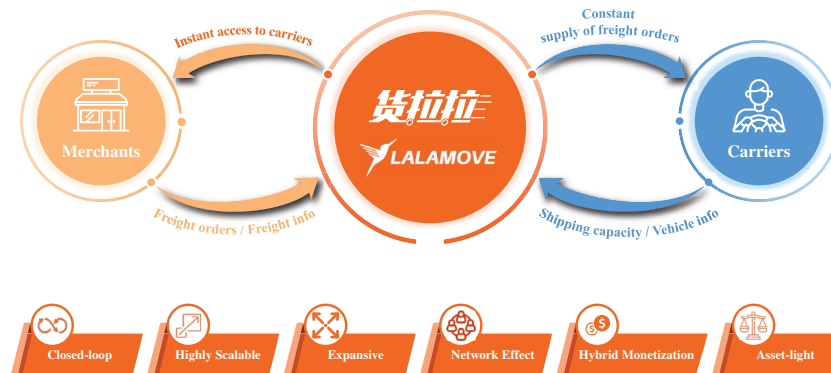 Constant
supply of freight orders
Instant access to carriers
货拉拉
LALAMOVE
Merchants
Carriers
Freight orders / Freight info
Shipping capacity / Vehicle info
Closed-loop
Highly Scalable
Expansive
Network Effect
Hybrid Monetization
Asset-light